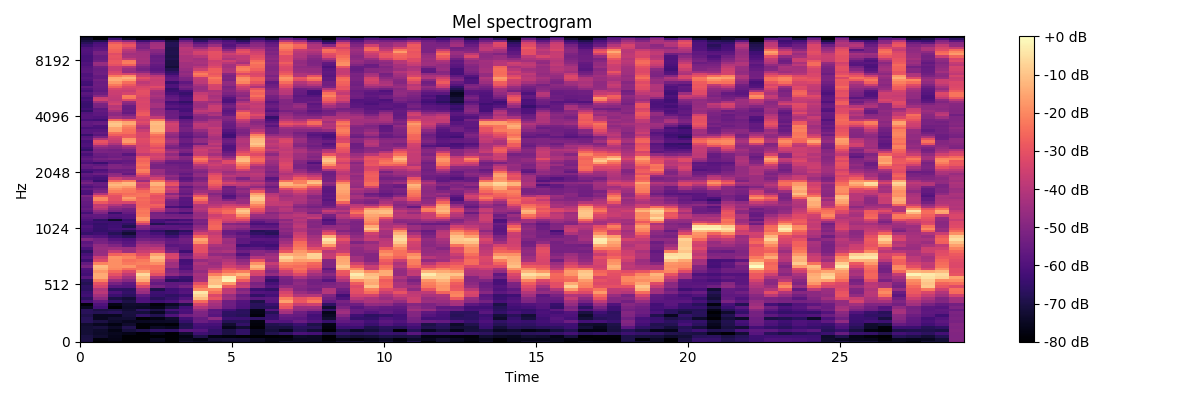 Mel spectrogram
+0 dB
8192
-10 dB
4096
-20 dB
-30 dB
Hz
2048
-40 dB
1024
-50 dB
-60 dB
512
-70 dB
0
-80 dB
0 5 10 15 20 25
Time